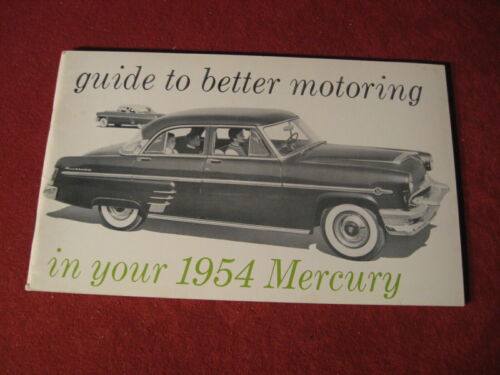 guide to better motoring
in your 1954 Mercury